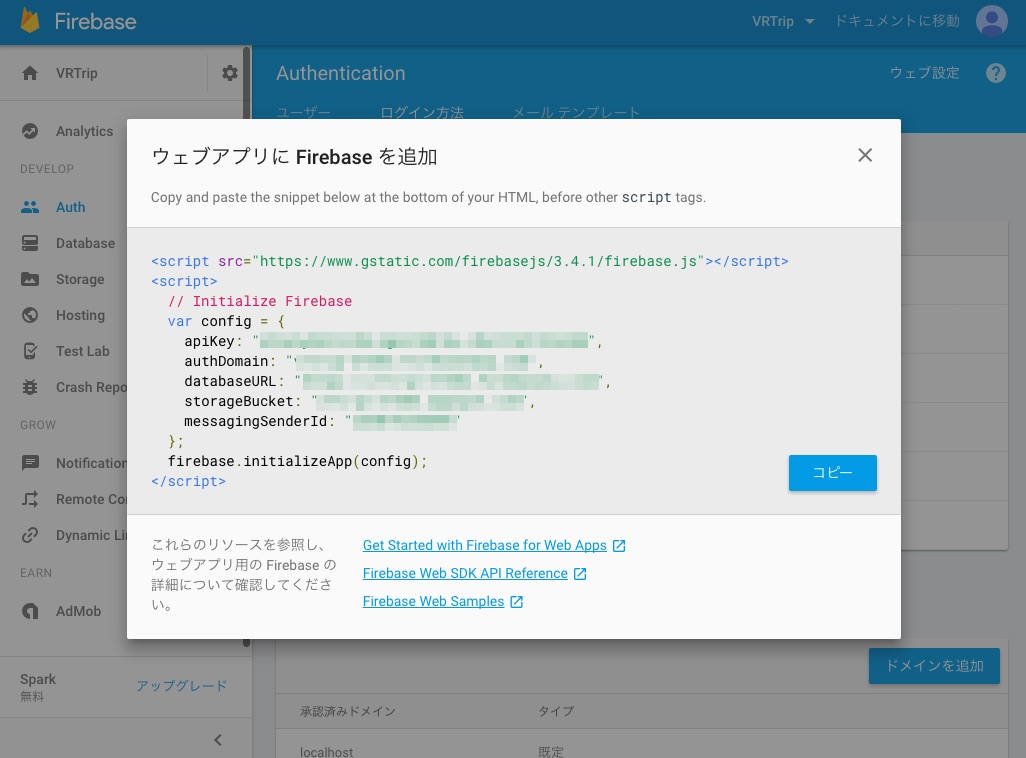 Firebase
VRTrip
ドキュメントに移動
VRTrip
Authentication
ウェブ設定
ユーザー
ログイン方法
メール テンプレート
Analytics
DEVELOP
Auth
Database
Storage
Hosting
Test Lab
Crash Repo
GROW
Notification
Remote Co
Dynamic Li
EARN
AdMob
Spark
無料
アップグレード
ウェブアプリに Firebase を追加
Copy and paste the snippet below at the bottom of your HTML, before other script tags.
<script src="https://www.gstatic.com/firebasejs/3.4.1/firebase.js"></script>
<script>
// Initialize Firebase
var config = {
apiKey: "",
authDomain: "
,
databaseURL: "",
storageBucket: "
,
messagingSenderId: "
};
firebase.initializeApp(config);
</script>
コピー
これらのリソースを参照し、
ウェブアプリ用の Firebase の
詳細について確認してくださ
い。
Get Started with Firebase for Web Apps
Firebase Web SDK API Reference
Firebase Web Samples
ドメインを追加
承認済みドメイン
タイプ
localhost
既定